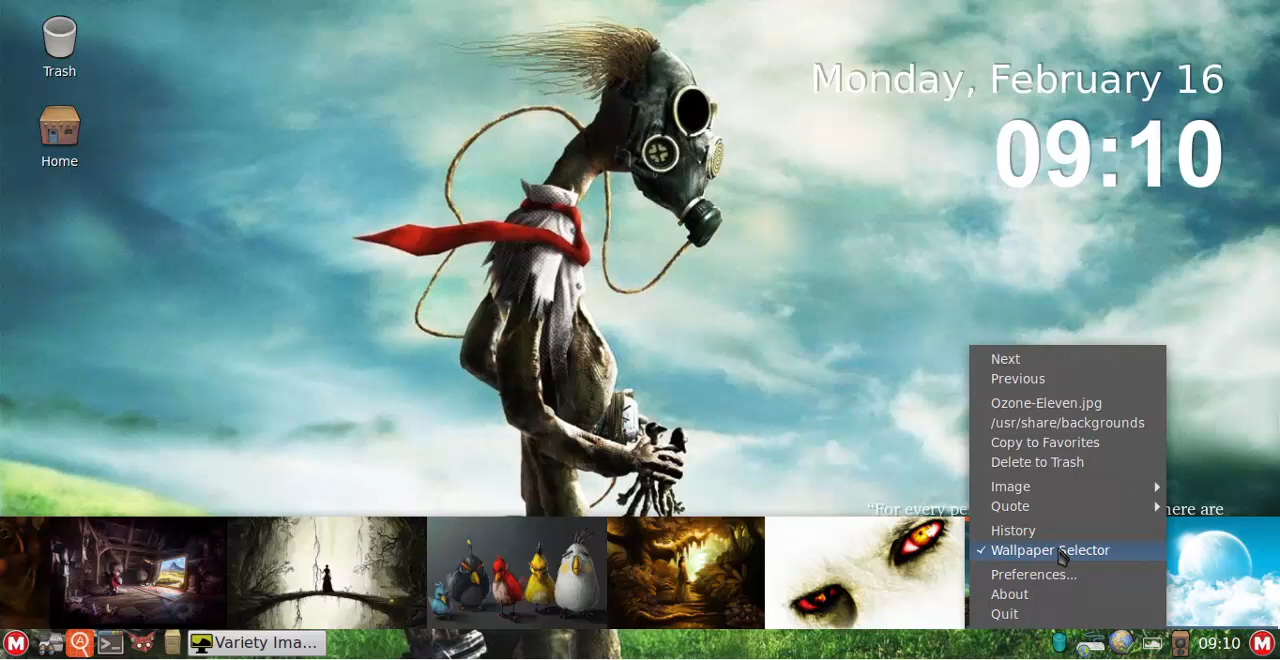 Trash
Home
Monday, February 16
09:10
Next
Previous
Ozone-Eleven.jpg
/usr/share/backgrounds
Copy to Favorites
Delete to Trash
Image
Quote
"For every pe
here are
History
Wallpaper Selector
Preferences...
About
Quit
Variety Ima...
09:10